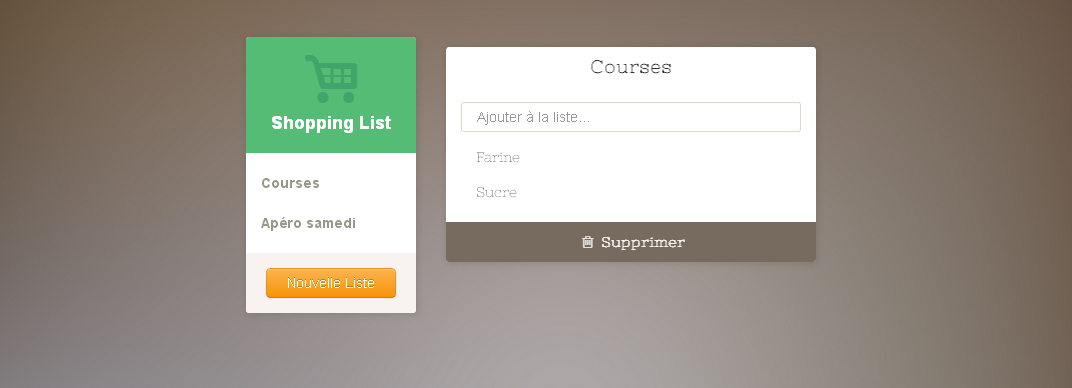 Shopping List
Courses
Apéro samedi
Nouvelle Liste
Courses
Ajouter à la liste...
Farine
Sucre
Supprimer